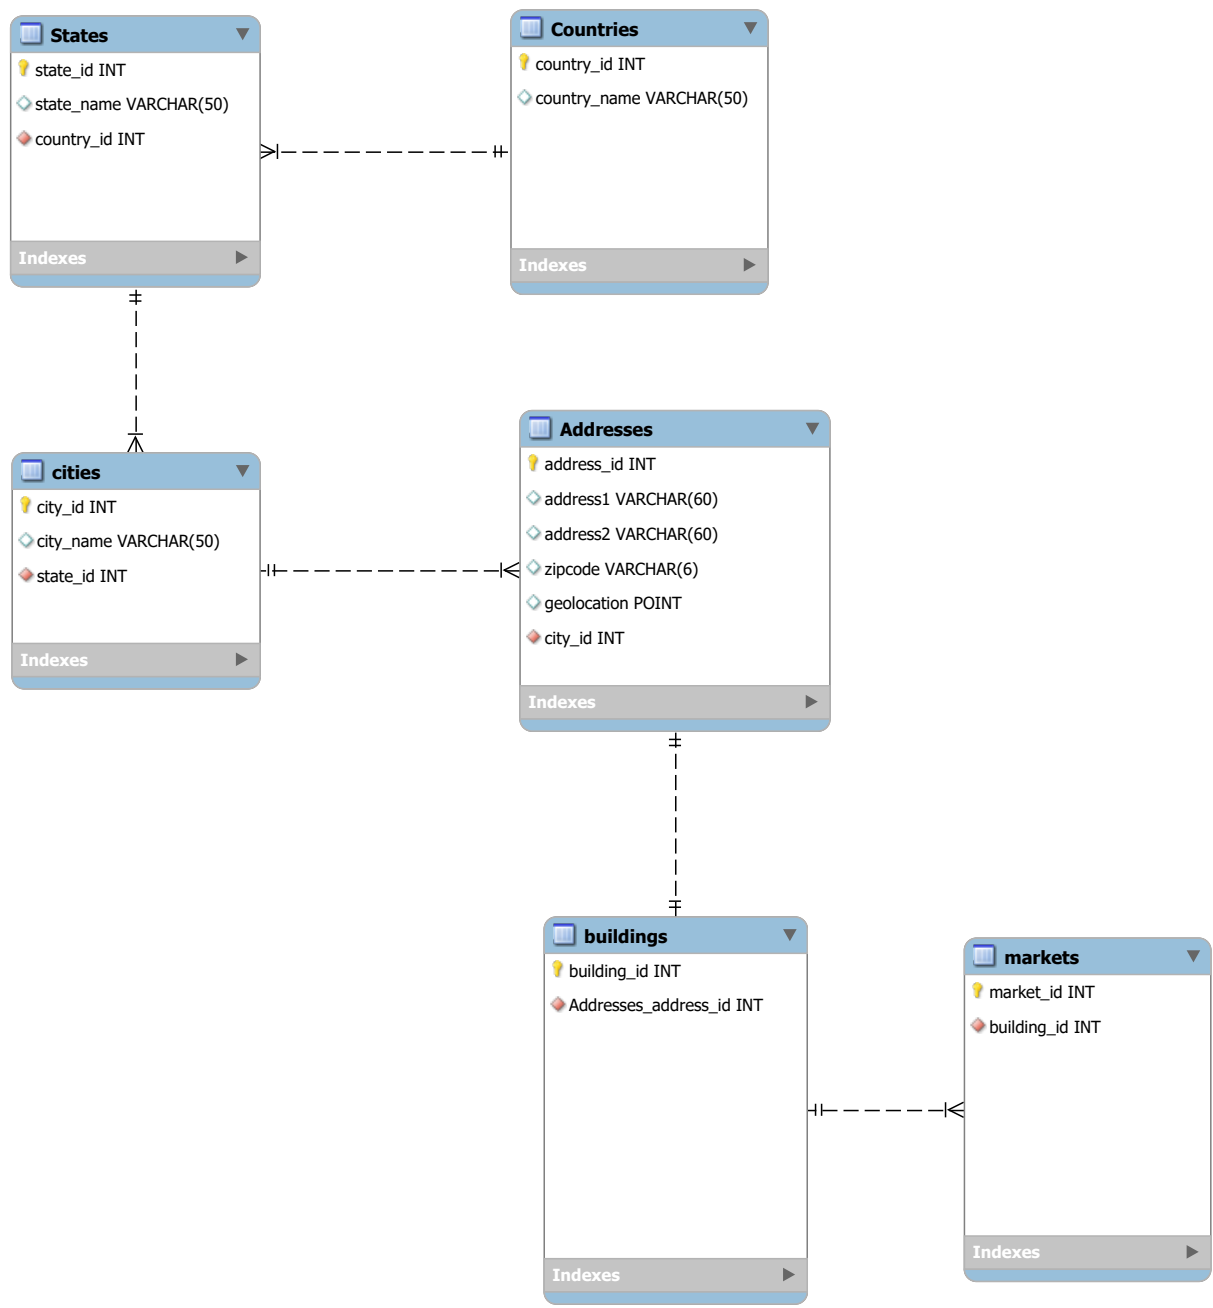 States
state_id INT
state_name VARCHAR(50)
country_id INT
Indexes
Countries
country_id INT
country_name VARCHAR(50)
Indexes
cities
city_id INT
city_name VARCHAR(50)
state_id INT
Indexes
Addresses
address_id INT
address1 VARCHAR(60)
address2 VARCHAR(60)
zipcode VARCHAR(6)
geolocation POINT
city_id INT
Indexes
buildings
building_id INT
Addresses_address_id INT
Indexes
markets
market_id INT
building_id INT
Indexes